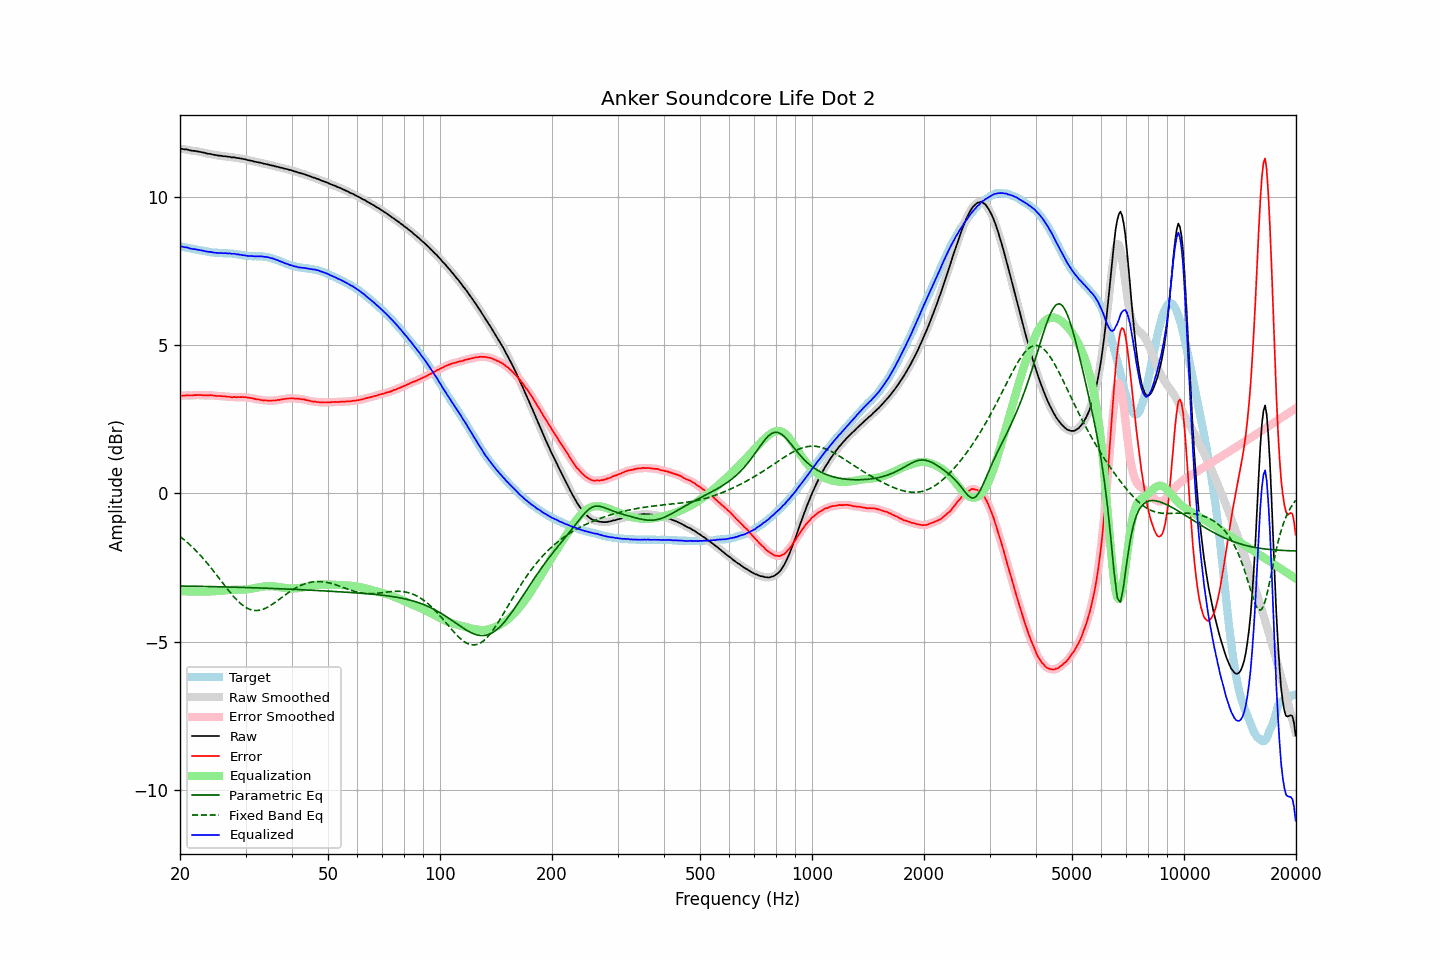 Anker Soundcore Life Dot 2
Amplitude (dBr)
10
5
0
−5
−10
Target
Raw Smoothed
Error Smoothed
Raw
Error
Equalization
Parametric Eq
Fixed Band Eq
Equalized
20 50 100 200 500 1000 2000 5000 10000 20000
Frequency (Hz)